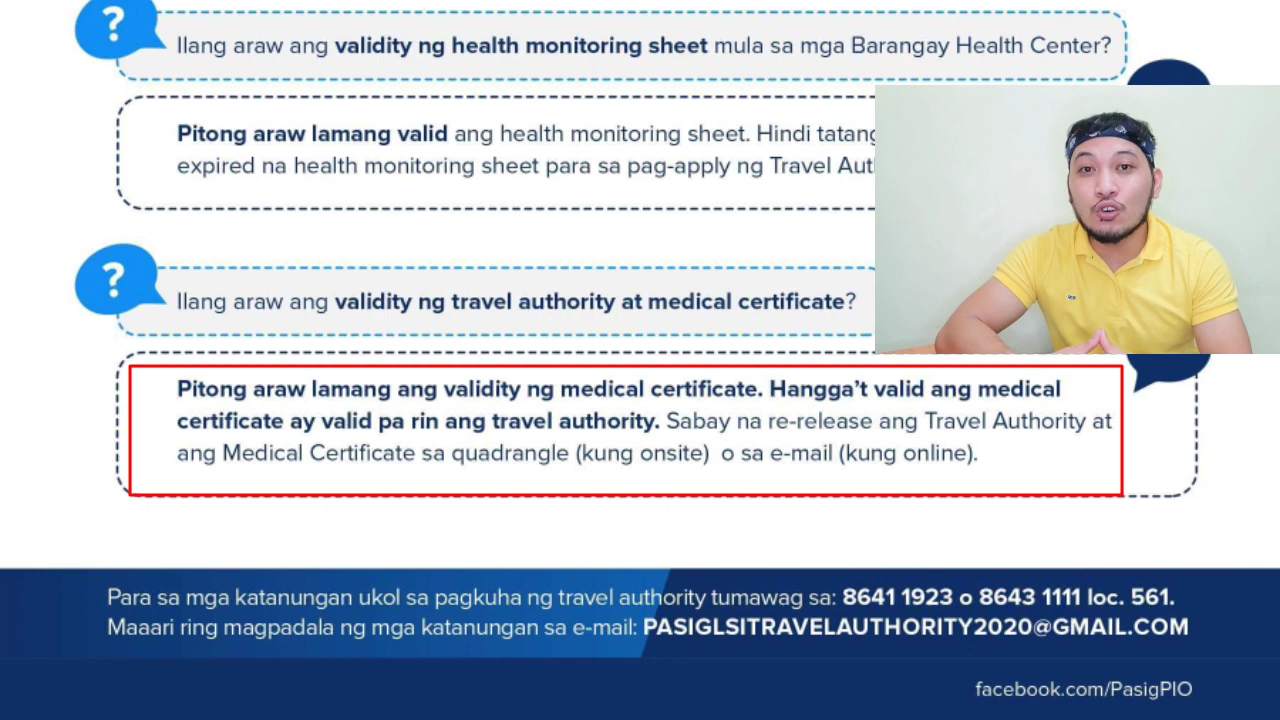 ?
Ilang araw ang validity ng health monitoring sheet mula sa mga Barangay Health Center?
Pitong araw lamang valid ang health monitoring sheet. Hindi
expired na health monitoring sheet para sa pag-apply ng Travel
?
Ilang araw ang validity ng travel authority at medical certificate?
Pitong araw lamang ang validity ng medical certificate. Hangga't valid ang medical
certificate ay valid pa rin ang travel authority. Sabay na re-release ang Travel Authority at
ang Medical Certificate sa quadrangle (kung onsite) o sa e-mail (kung online).
Para sa mga katanungan ukol sa pagkuha ng travel authority tumawag sa: 8641 1923 o 8643 1111 loc. 561.
Maaari ring magpadala ng mga katanungan sa e-mail: PASIGLSITRAVELAUTHORITY2020@GMAIL.COM
facebook.com/PasigPIO